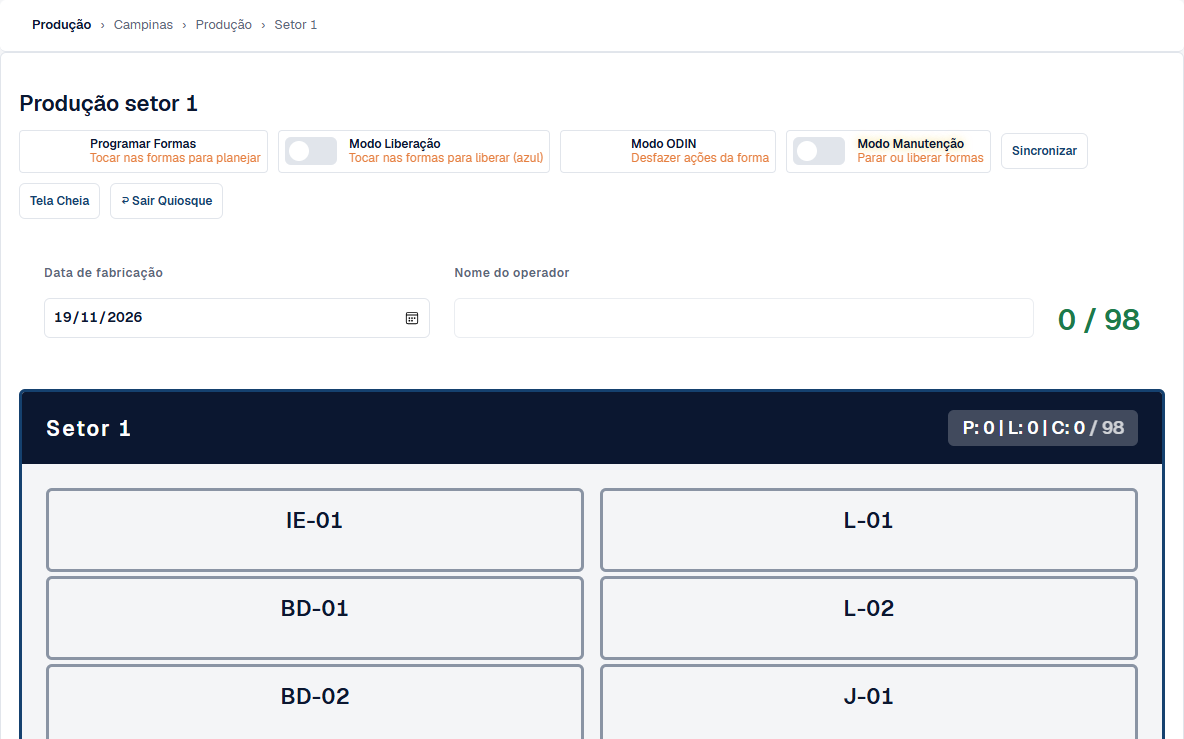 Produção › Campinas › Produção › Setor 1
Produção setor 1
Programar Formas
Tocar nas formas para planejar
Modo Liberação
Tocar nas formas para liberar (azul)
Modo ODIN
Desfazer ações da forma
Modo Manutenção
Parar ou liberar formas
Sincronizar
Tela Cheia
Sair Quiosque
Data de fabricação
19/11/2026
Nome do operador
0 / 98
Setor 1
P: 0 | L: 0 | C: 0 / 98
IE-01
L-01
BD-01
L-02
BD-02
J-01